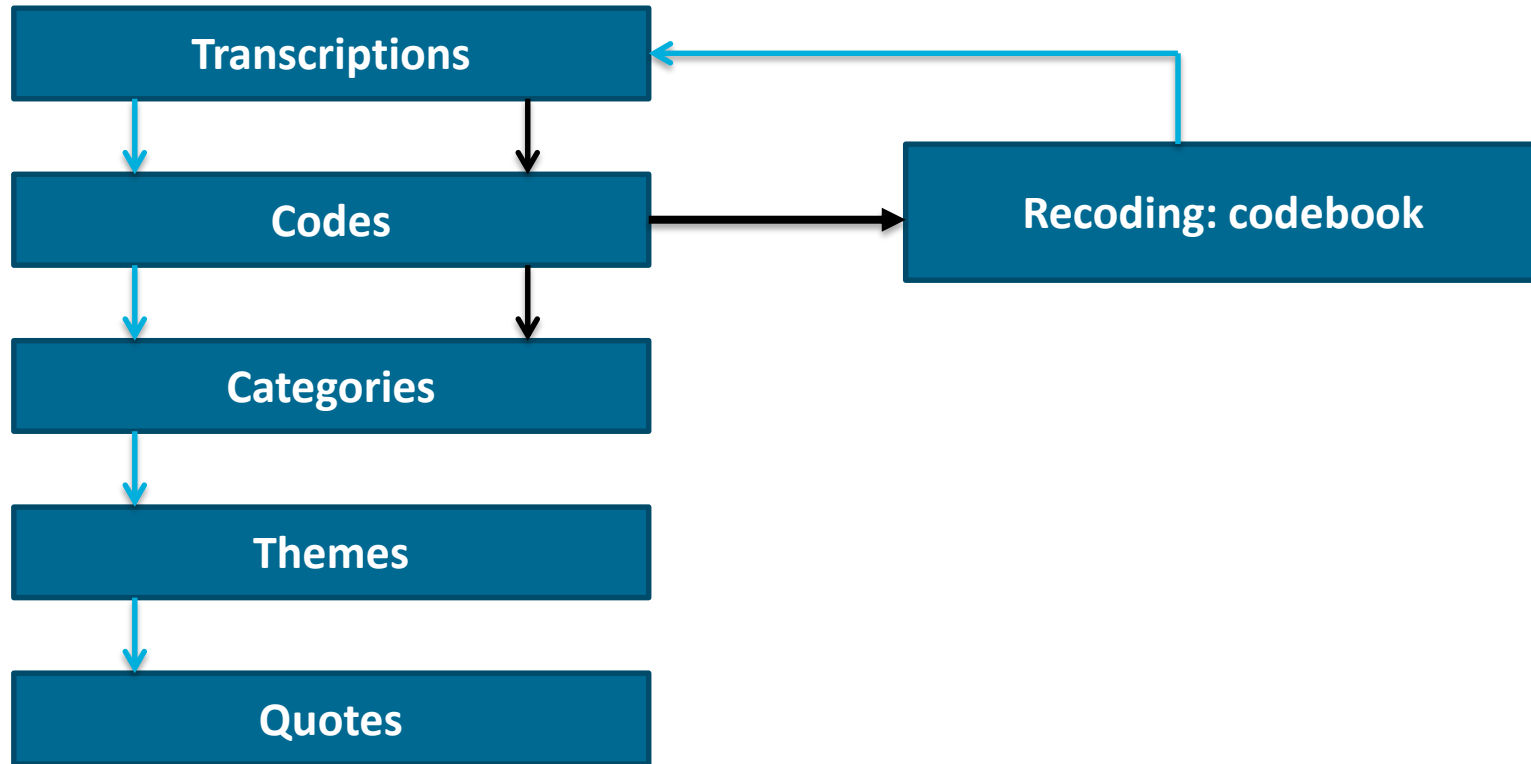 Transcriptions
Codes
Recoding: codebook
Categories
Themes
Quotes